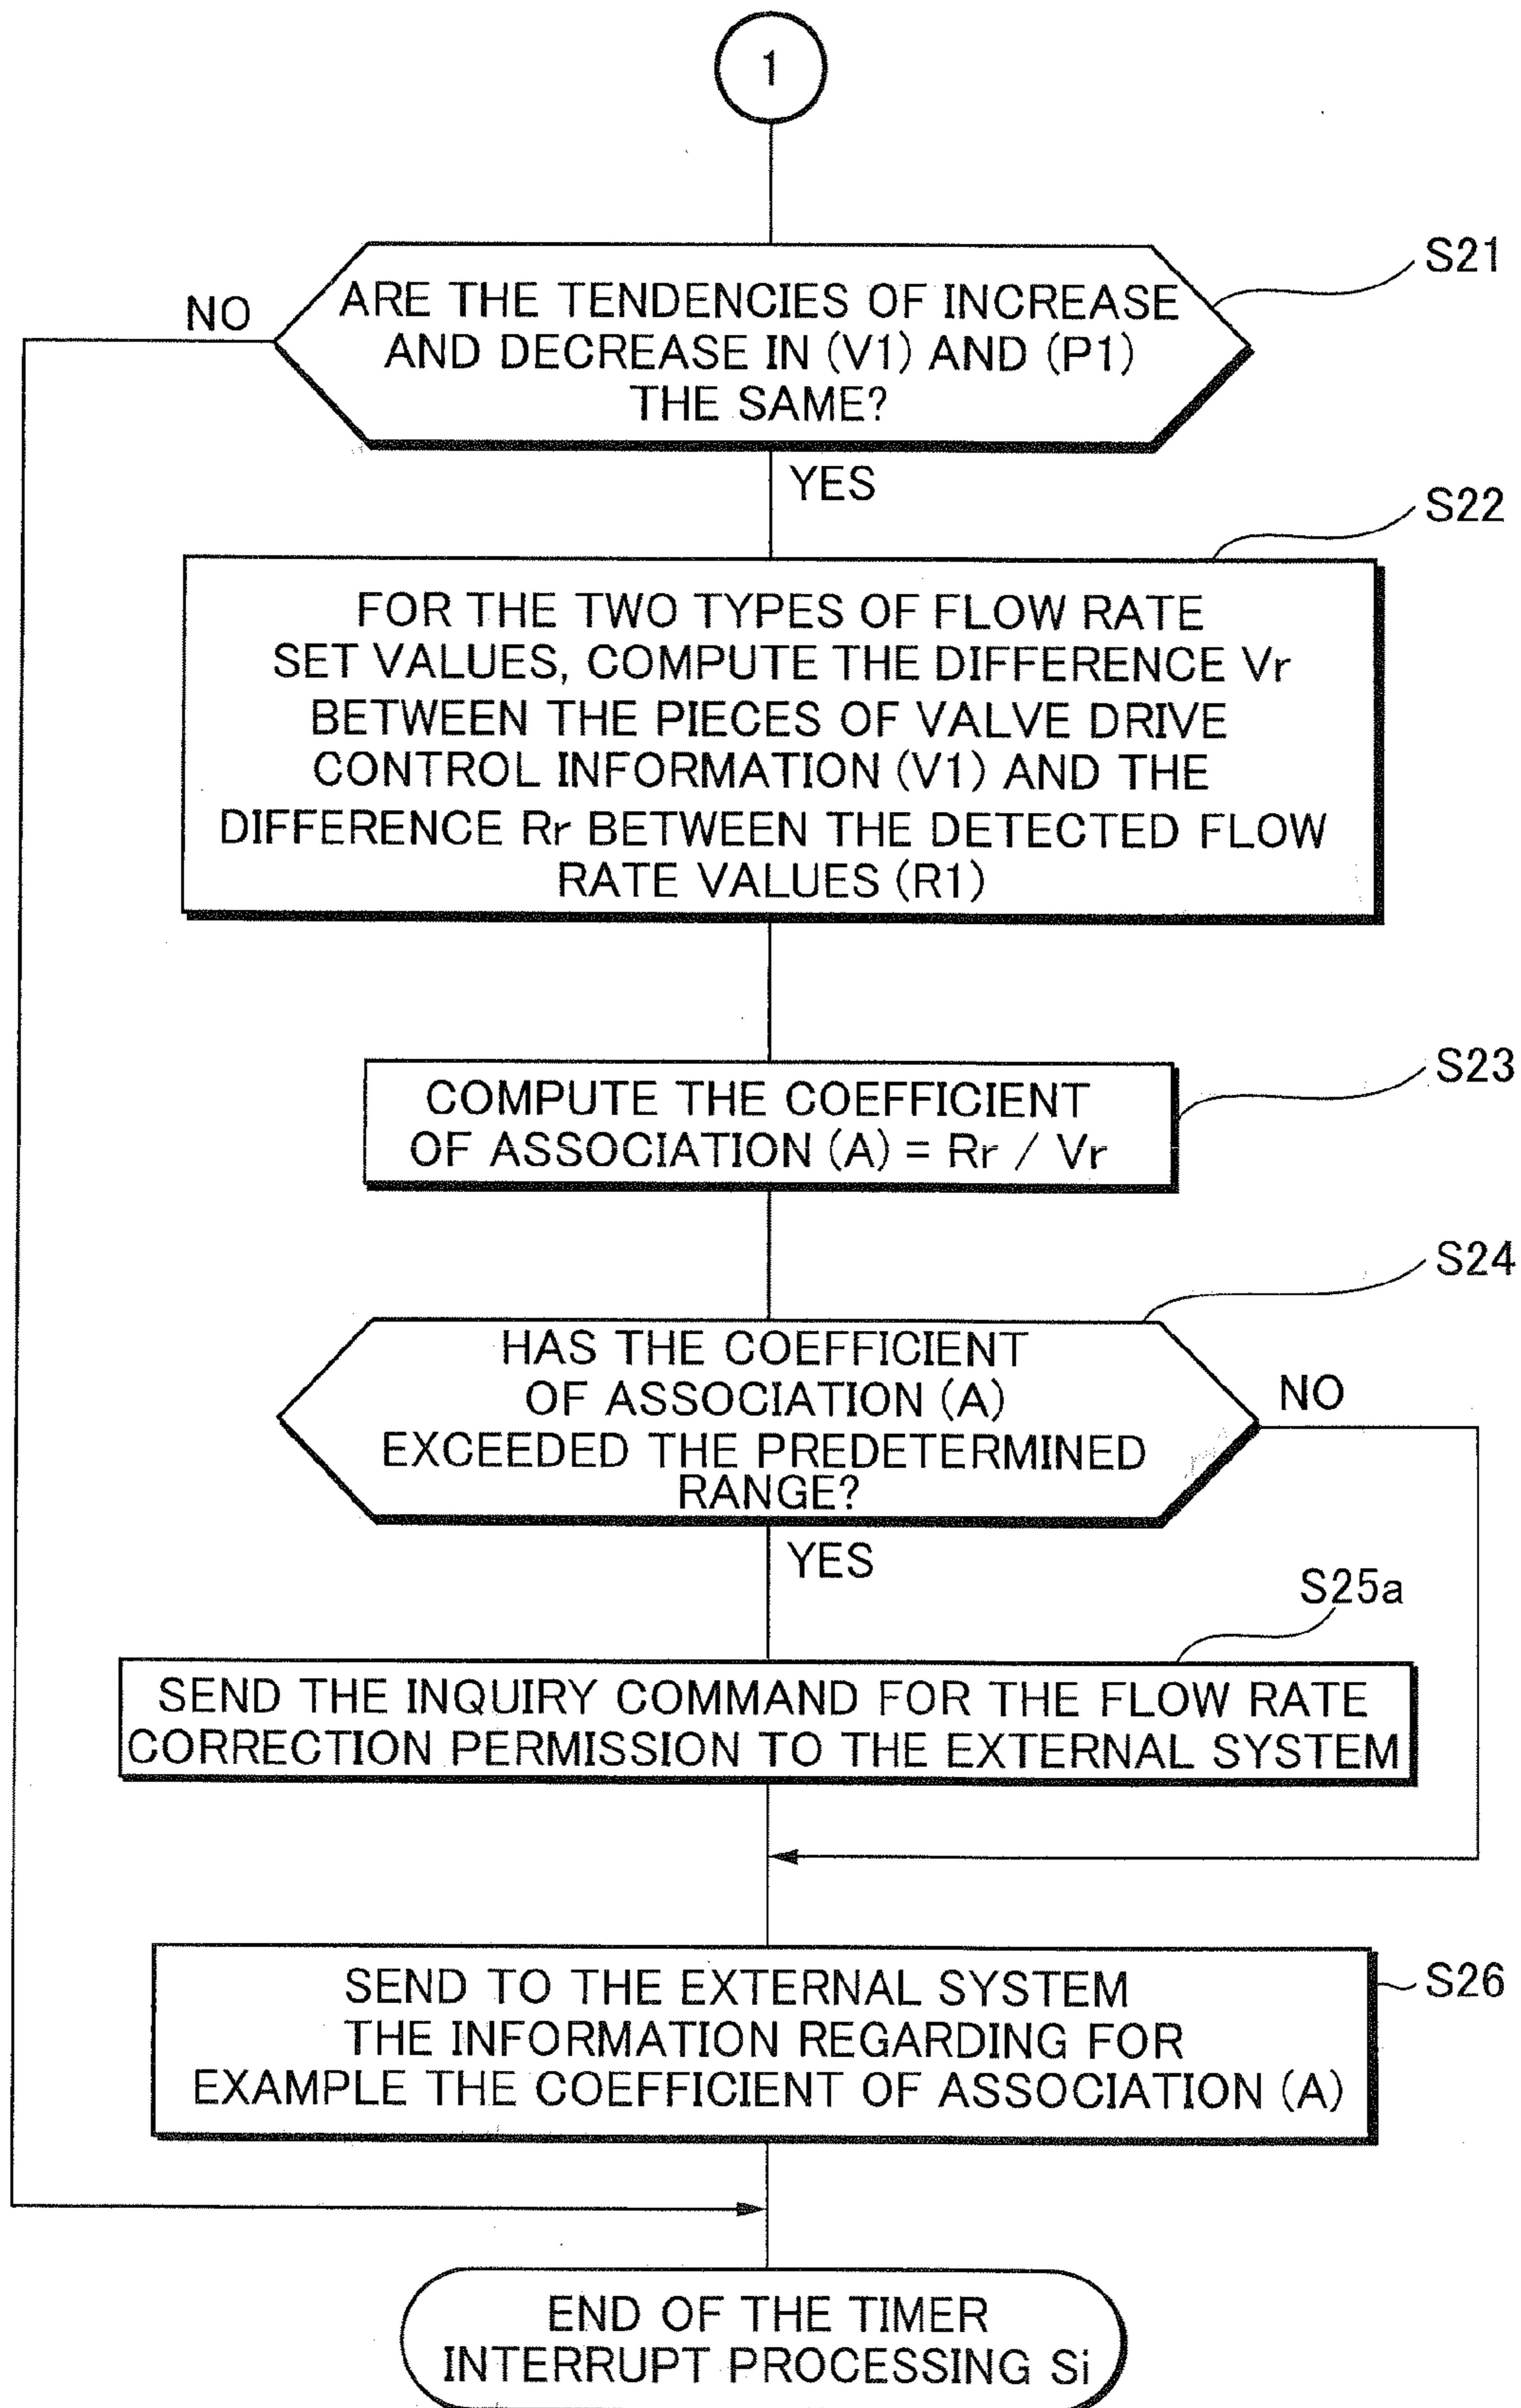 1
S21
NO
ARE THE TENDENCIES OF INCREASE
AND DECREASE IN (V1) AND (P1)
THE SAME?
YES
S22
FOR THE TWO TYPES OF FLOW RATE
SET VALUES, COMPUTE THE DIFFERENCE Vr
BETWEEN THE PIECES OF VALVE DRIVE
CONTROL INFORMATION (V1) AND THE
DIFFERENCE Rr BETWEEN THE DETECTED FLOW
RATE VALUES (R1)
S23
COMPUTE THE COEFFICIENT
OF ASSOCIATION (A) = Rr / Vr
S24
HAS THE COEFFICIENT
OF ASSOCIATION (A)
EXCEEDED THE PREDETERMINED
RANGE?
NO
YES
S25a
SEND THE INQUIRY COMMAND FOR THE FLOW RATE
CORRECTION PERMISSION TO THE EXTERNAL SYSTEM
S26
SEND TO THE EXTERNAL SYSTEM
THE INFORMATION REGARDING FOR
EXAMPLE THE COEFFICIENT OF ASSOCIATION (A)
END OF THE TIMER
INTERRUPT PROCESSING Si